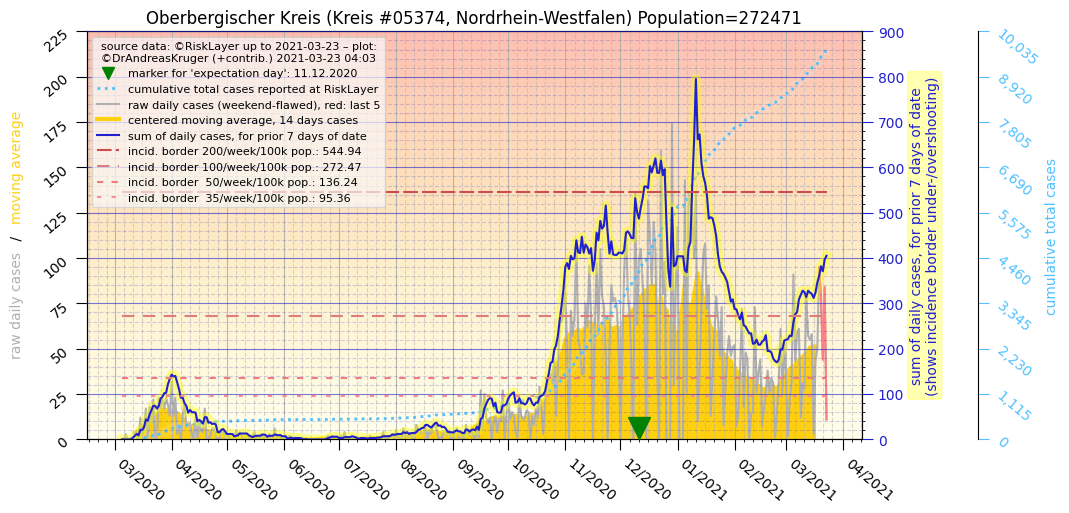 Oberbergischer Kreis (Kreis #05374, Nordrhein-Westfalen) Population=272471
source data: ©RiskLayer up to 2021-03-23 – plot:
©DrAndreasKruger (+contrib.) 2021-03-23 04:03
marker for 'expectation day': 11.12.2020
cumulative total cases reported at RiskLayer
raw daily cases (weekend-flawed), red: last 5
centered moving average, 14 days cases
sum of daily cases, for prior 7 days of date
incid. border 200/week/100k pop.: 544.94
incid. border 100/week/100k pop.: 272.47
incid. border  50/week/100k pop.: 136.24
incid. border  35/week/100k pop.: 95.36
raw daily cases / moving average
225
200
175
150
125
100
75
50
25
0
03/2020
04/2020
05/2020
06/2020
07/2020
08/2020
09/2020
10/2020
11/2020
12/2020
01/2021
02/2021
03/2021
04/2021
900
800
700
600
500
400
300
200
100
0
sum of daily cases, for prior 7 days of date
(shows incidence border under-/overshooting)
10,035
8,920
7,805
6,690
5,575
4,460
3,345
2,230
1,115
0
cumulative total cases